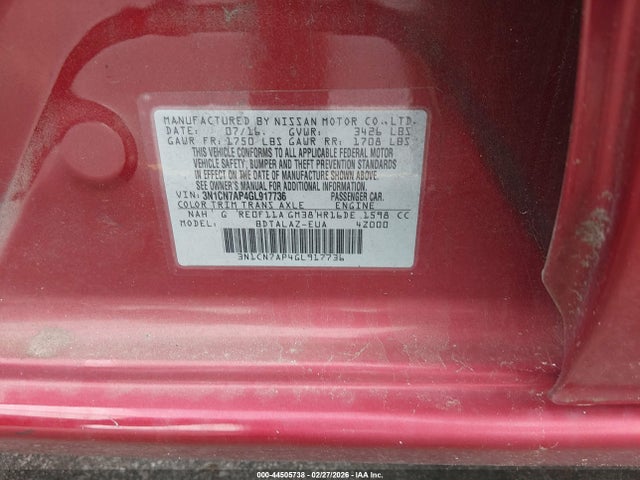 MANUFACTURED BY NISSAN MOTOR CO., LTD.
DATE: 07/16 GVWR: 3426 LBS
GAWR FR: 1750 LBS GAWR RR: 1708 LBS
THIS VEHICLE CONFORMS TO ALL APPLICABLE FEDERAL MOTOR
VEHICLE SAFETY, BUMPER AND THEFT PREVENTION STANDARDS
IN EFFECT ON THE DATE OF MANUFACTURE SHOWN ABOVE.
SEE OWNER'S MANUAL FOR ADDITIONAL INFORMATION.
VIN: 3N1CN7AP4GL917736 PASSENGER CAR.
COLOR TRIM TRANS AXLE ENGINE
NAH G RE0F11A GM38 HR16DE 1598 CC
MODEL: BDTALAZ-EUA 4Z000
3N1CN7AP4GL917736
000-44505738 | 02/27/2026 - IAA, Inc.